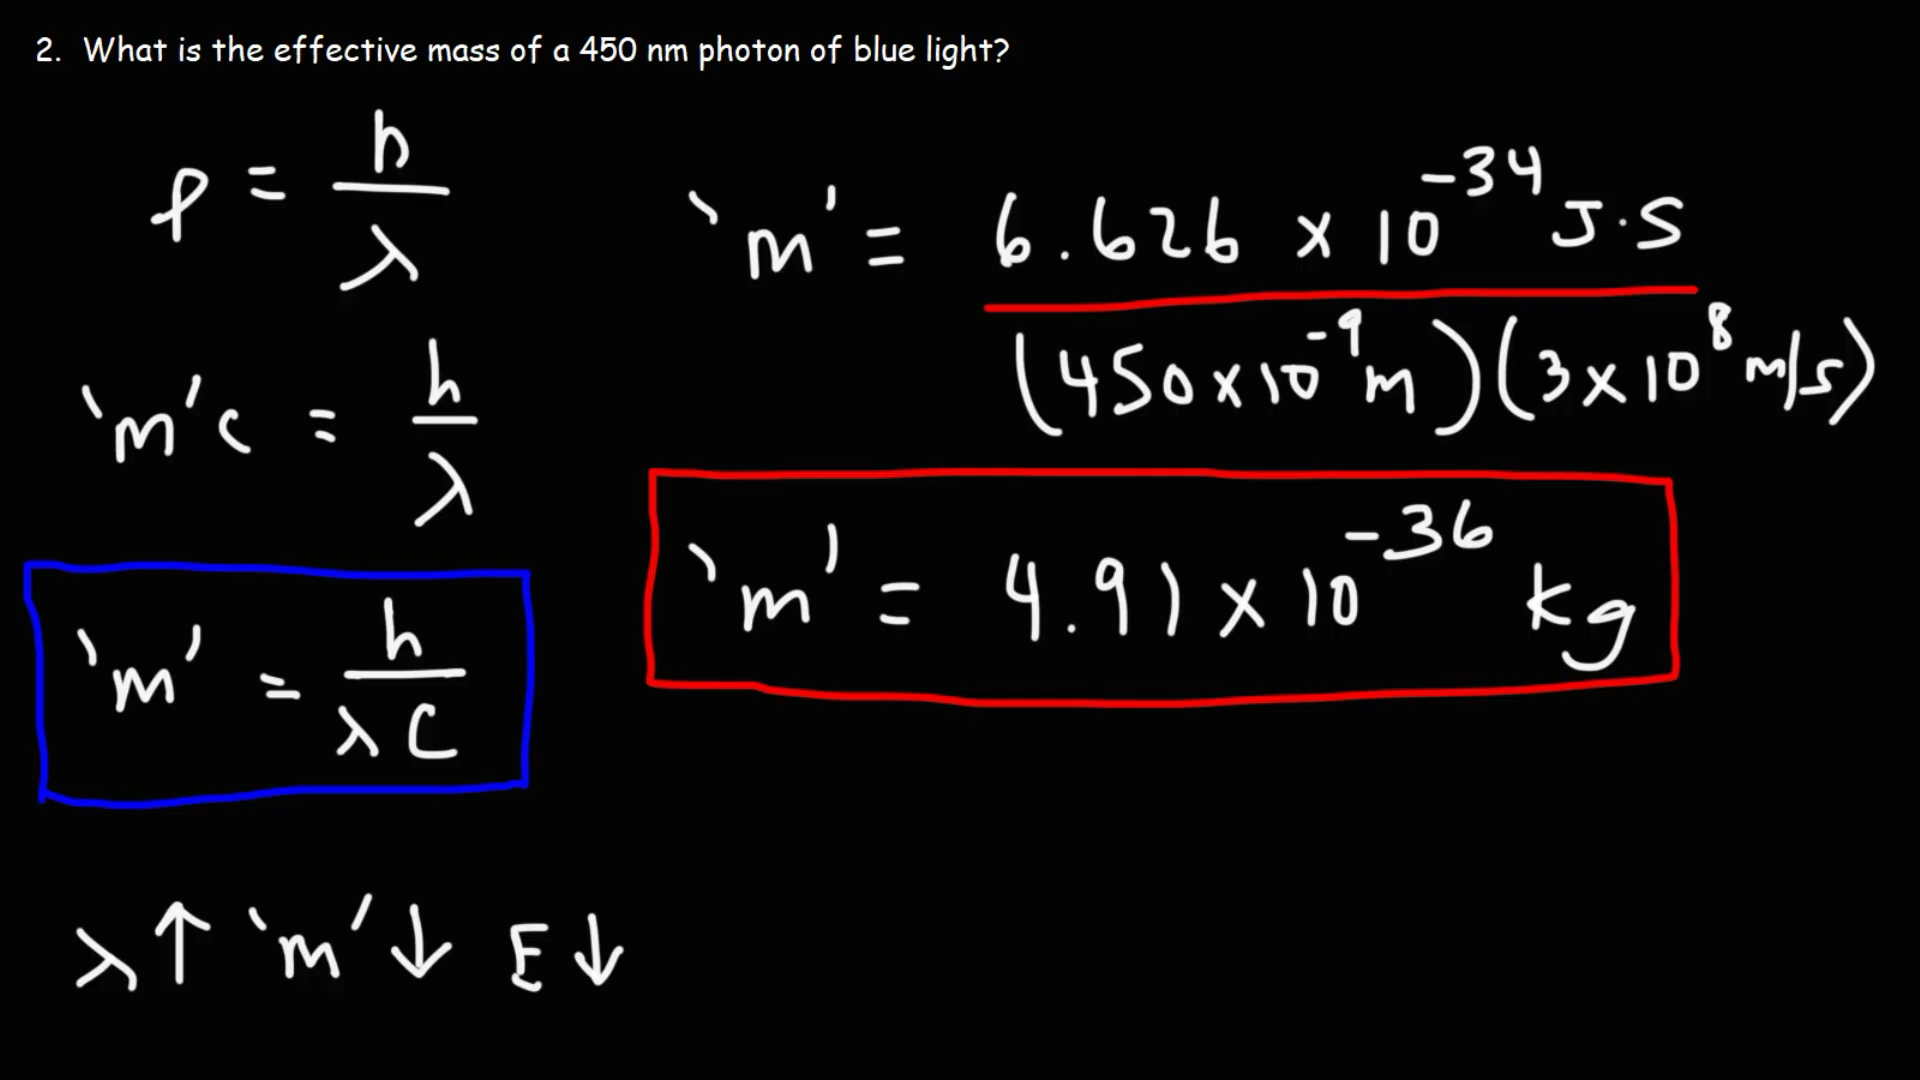 2. What is the effective mass of a 450 nm photon of blue light?
p = h/λ
'm'c = h/λ
'm' = h/λC
λ↑ 'm'↓ E↓
'm' = 6.626 x 10^-34 J·S / (450x10^-9 m)(3x10^8 m/s)
'm' = 4.91 x 10^-36 kg